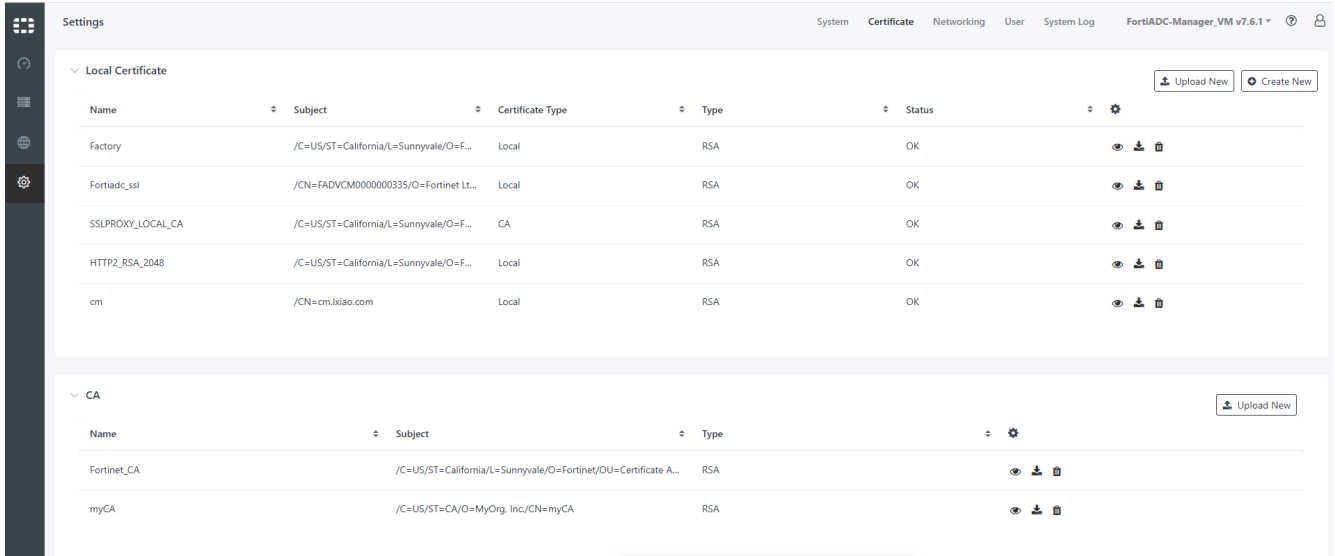 Settings System Certificate Networking User System Log FortiADC-Manager_VM v7.6.1
Local Certificate
Upload New Create New
Name Subject Certificate Type Type Status
Factory /C=US/ST=California/L=Sunnyvale/O=F... Local RSA OK
Fortiadc_ssl /CN=FADVCM0000000335/O=Fortinet Lt... Local RSA OK
SSLPROXY_LOCAL_CA /C=US/ST=California/L=Sunnyvale/O=F... CA RSA OK
HTTP2_RSA_2048 /C=US/ST=California/L=Sunnyvale/O=F... Local RSA OK
cm /CN=cm.lxiao.com Local RSA OK
CA
Upload New
Name Subject Type
Fortinet_CA /C=US/ST=California/L=Sunnyvale/O=Fortinet/OU=Certificate A... RSA
myCA /C=US/ST=CA/O=MyOrg, Inc./CN=myCA RSA